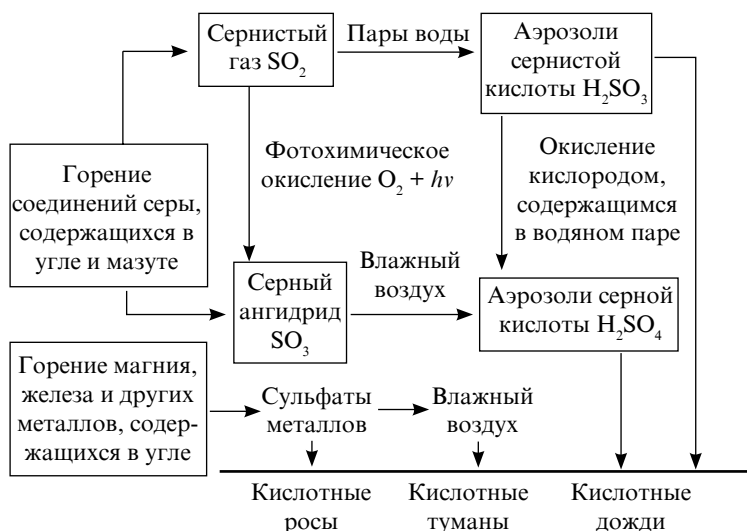 Сернистый
газ SO₂
Пары воды
Аэрозоли
сернистой
кислоты H₂SO₃
Горение
соединений серы,
содержащихся в
угле и мазуте
Фотохимическое
окисление O₂ + hν
Окисление
кислородом,
содержащимся
в водяном паре
Серный
ангидрид
SO₃
Влажный
воздух
Аэрозоли серной
кислоты H₂SO₄
Горение магния,
железа и других
металлов, содер-
жащихся в угле
Сульфаты
металлов
Влажный
воздух
Кислотные
росы
Кислотные
туманы
Кислотные
дожди